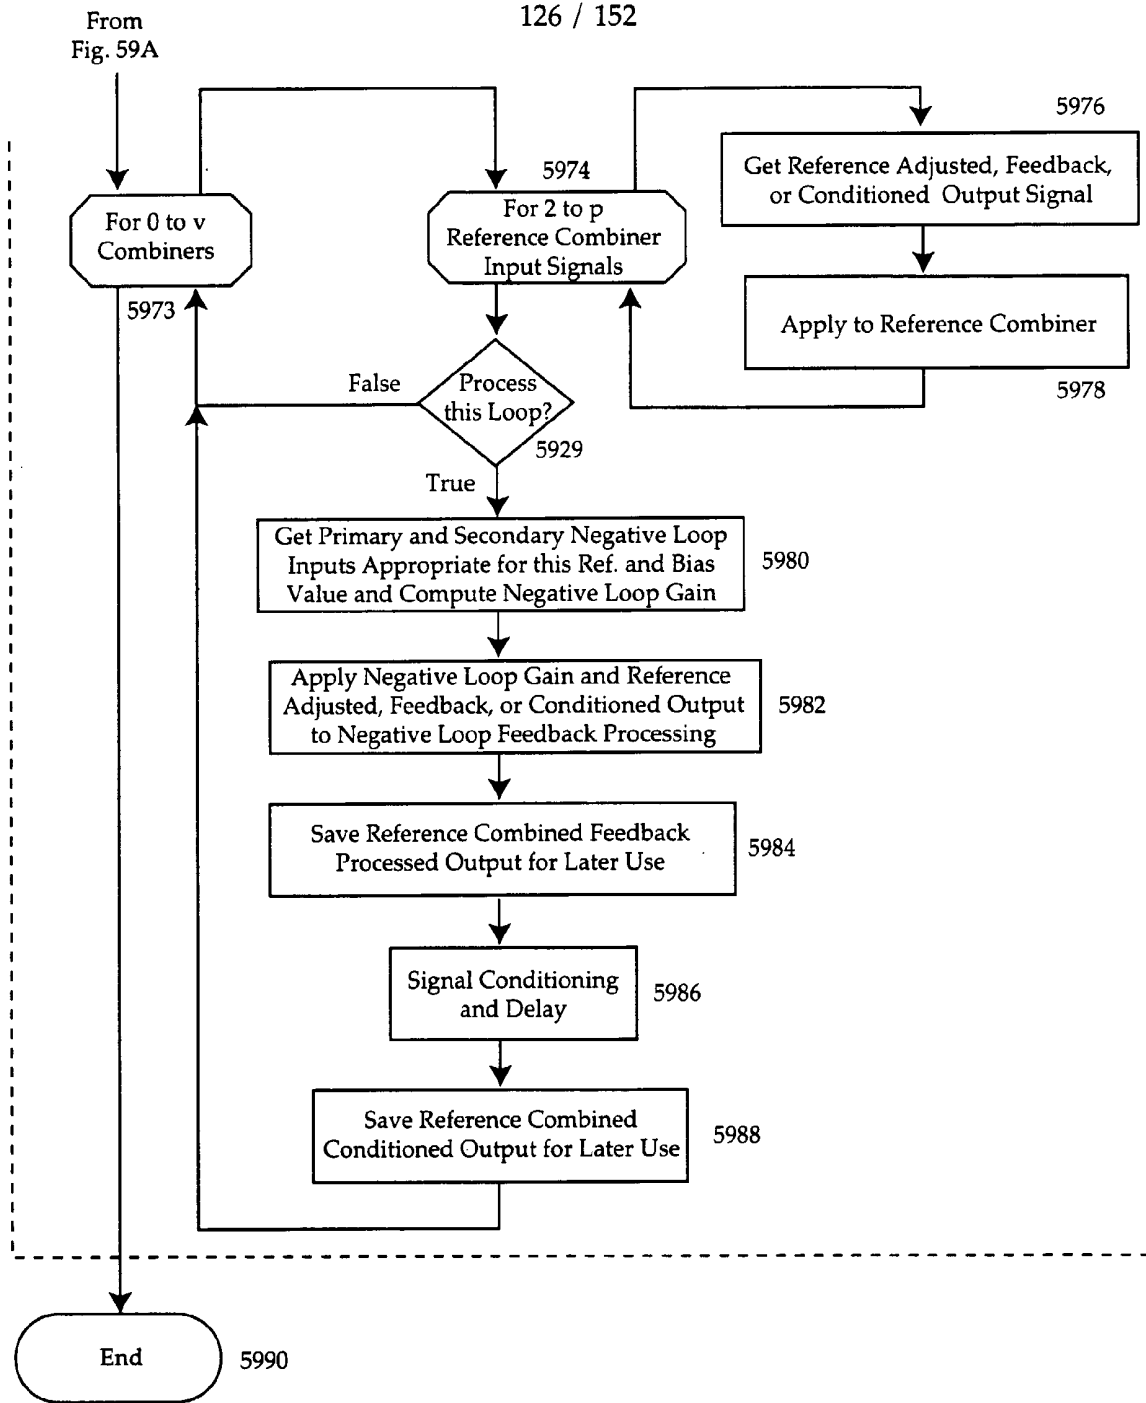 126 / 152
From
Fig. 59A
For 0 to v
Combiners
5973
5974
For 2 to p
Reference Combiner
Input Signals
5976
Get Reference Adjusted, Feedback,
or Conditioned Output Signal
Apply to Reference Combiner
5978
False
Process
this Loop?
5929
True
Get Primary and Secondary Negative Loop
Inputs Appropriate for this Ref. and Bias
Value and Compute Negative Loop Gain
5980
Apply Negative Loop Gain and Reference
Adjusted, Feedback, or Conditioned Output
to Negative Loop Feedback Processing
5982
Save Reference Combined Feedback
Processed Output for Later Use
5984
Signal Conditioning
and Delay
5986
Save Reference Combined
Conditioned Output for Later Use
5988
End
5990